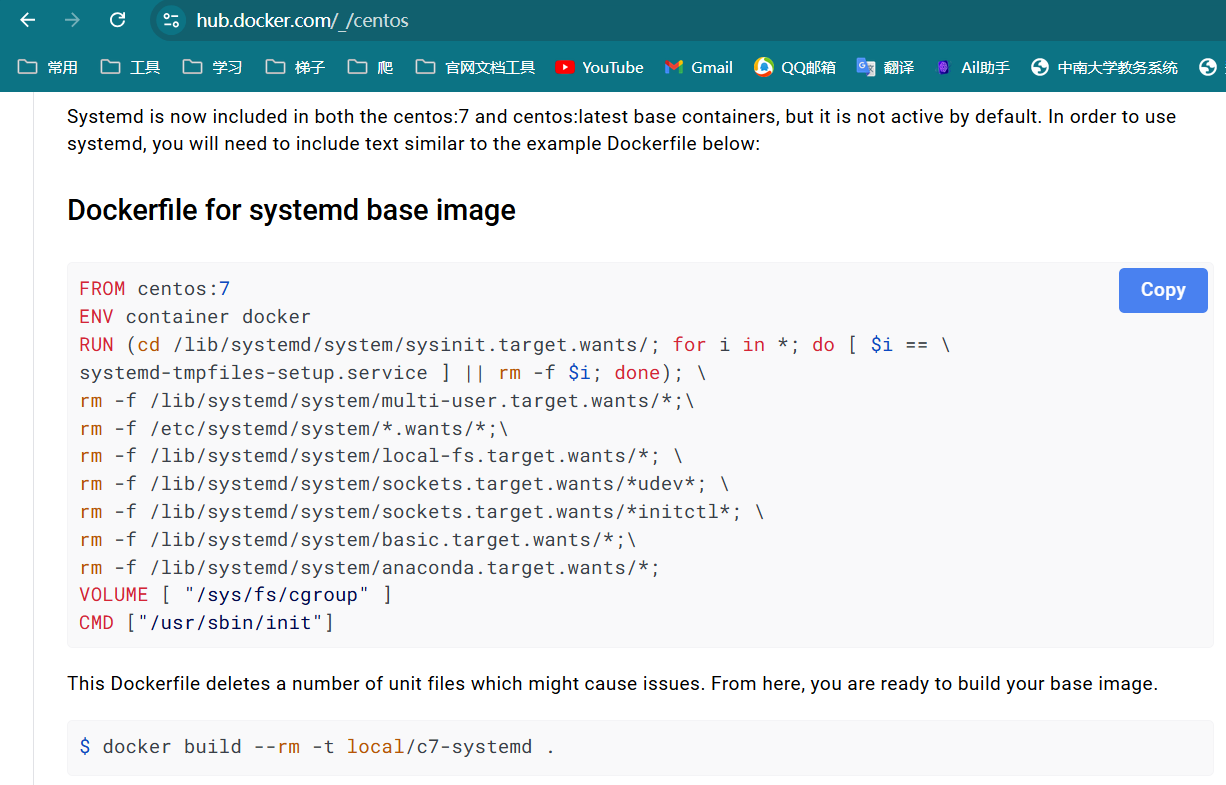 hub.docker.com/_/centos
常用 工具 学习 梯子 爬 官网文档工具 YouTube Gmail QQ邮箱 翻译 Ail助手 中南大学教务系统
Systemd is now included in both the centos:7 and centos:latest base containers, but it is not active by default. In order to use
systemd, you will need to include text similar to the example Dockerfile below:
Dockerfile for systemd base image
Copy
FROM centos:7
ENV container docker
RUN (cd /lib/systemd/system/sysinit.target.wants/; for i in *; do [ $i == \
systemd-tmpfiles-setup.service ] || rm -f $i; done); \
rm -f /lib/systemd/system/multi-user.target.wants/*;\
rm -f /etc/systemd/system/*.wants/*;\
rm -f /lib/systemd/system/local-fs.target.wants/*; \
rm -f /lib/systemd/system/sockets.target.wants/*udev*; \
rm -f /lib/systemd/system/sockets.target.wants/*initctl*; \
rm -f /lib/systemd/system/basic.target.wants/*;\
rm -f /lib/systemd/system/anaconda.target.wants/*;
VOLUME [ "/sys/fs/cgroup" ]
CMD ["/usr/sbin/init"]
This Dockerfile deletes a number of unit files which might cause issues. From here, you are ready to build your base image.
$ docker build --rm -t local/c7-systemd .